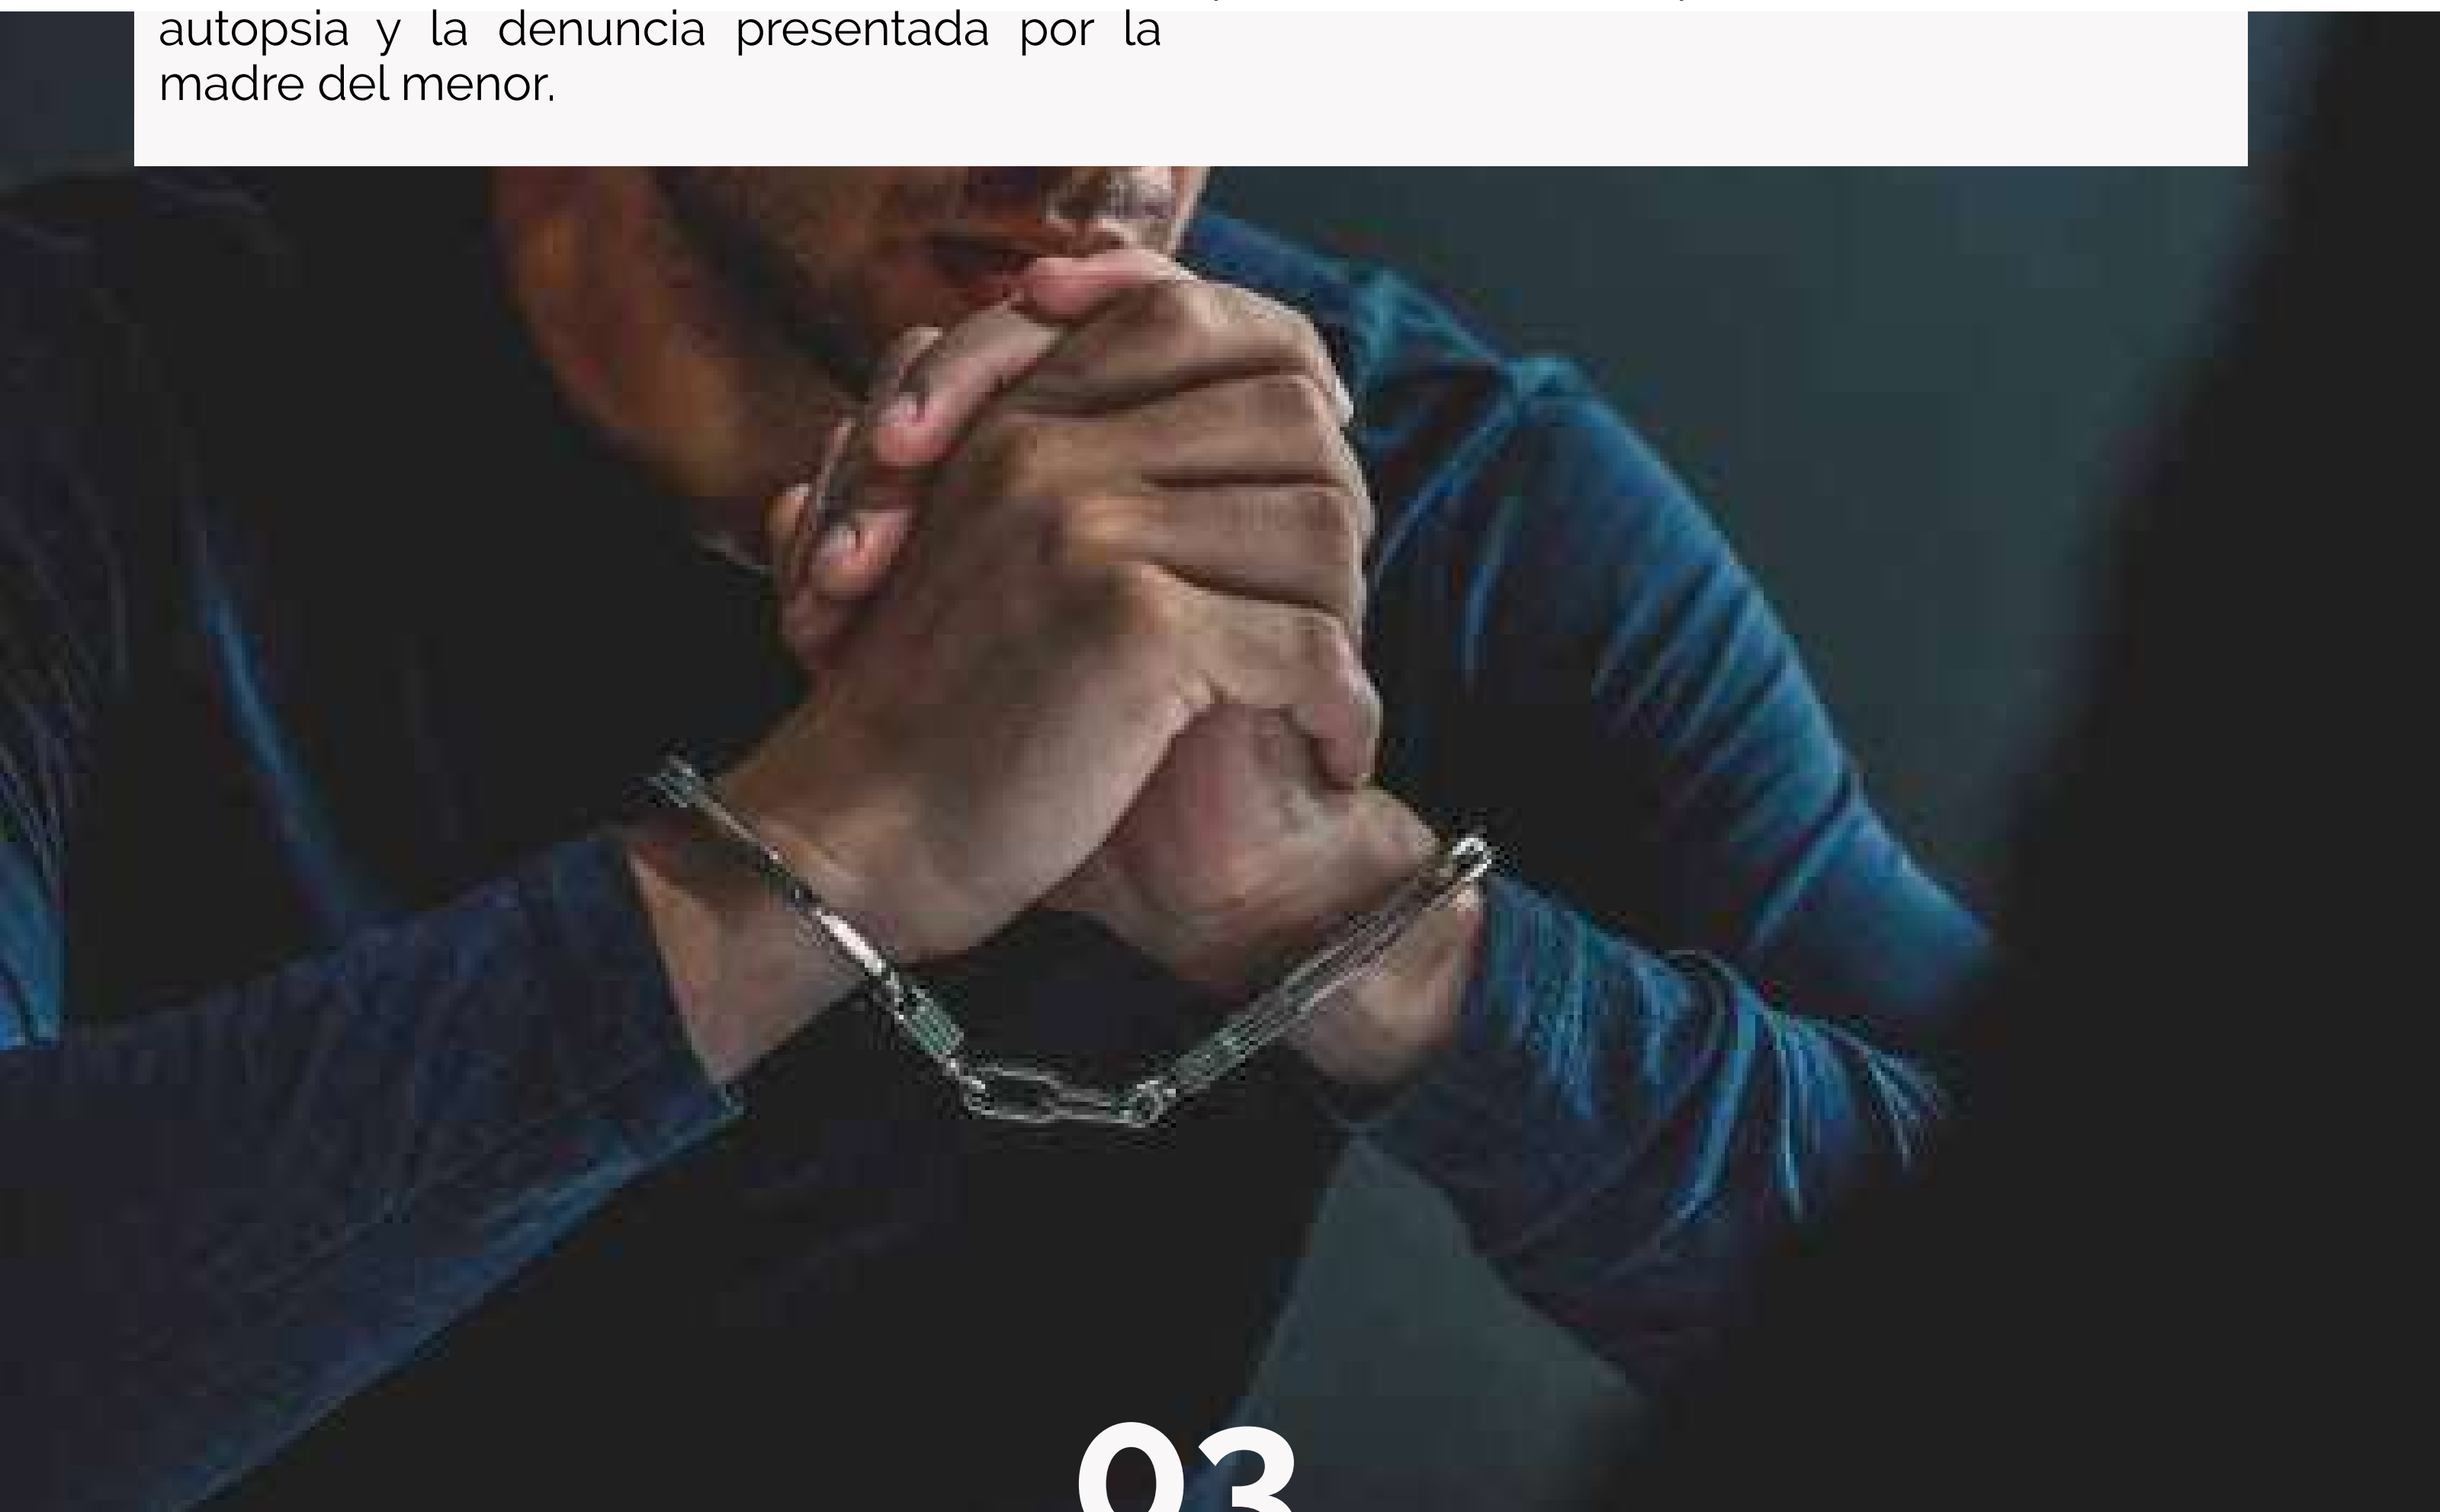 autopsia y la denuncia presentada por la
madre del menor.
03